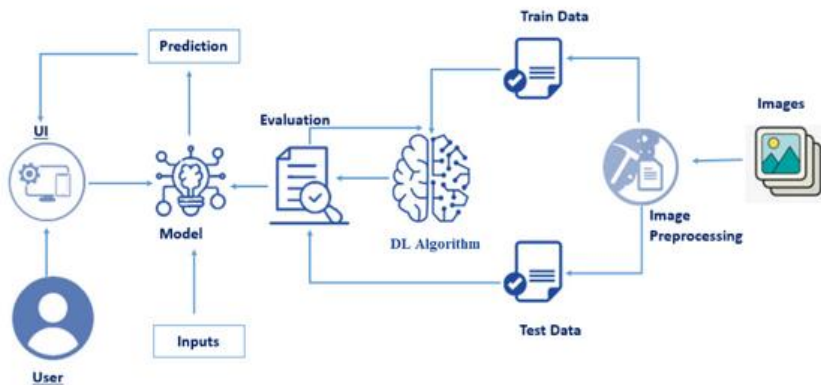 Train Data
Prediction
Images
Evaluation
UI
Model
DL Algorithm
Image
Preprocessing
Inputs
Test Data
User